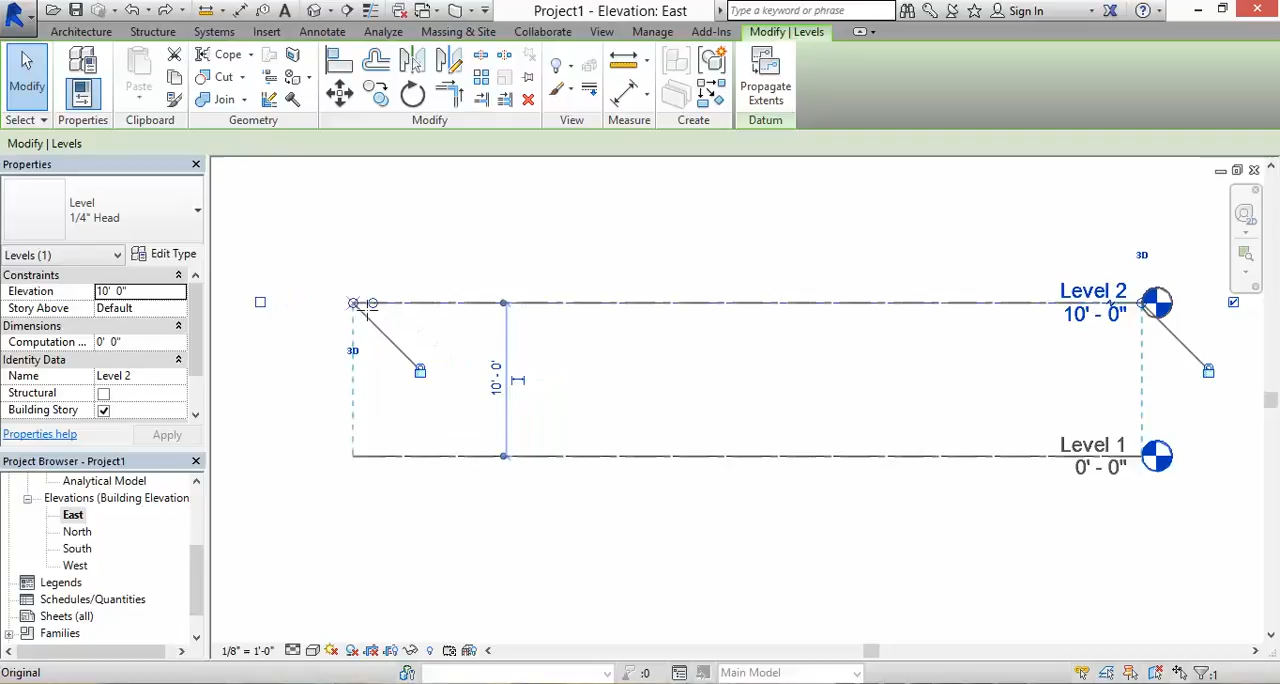 Project1 - Elevation: East
Type a keyword or phrase
Sign In
Architecture Structure Systems Insert Annotate Analyze Massing & Site Collaborate View Manage Add-Ins Modify | Levels
Modify
Paste
Cope
Cut
Join
Propagate
Extents
Select Properties Clipboard Geometry Modify View Measure Create Datum
Modify | Levels
Properties
Level
1/4" Head
Levels (1)
Edit Type
Constraints
Elevation 10' 0"
Story Above Default
Dimensions
Computation ... 0' 0"
Identity Data
Name Level 2
Structural
Building Story
Properties help
Apply
Project Browser - Project1
Analytical Model
Elevations (Building Elevation
East
North
South
West
Legends
Schedules/Quantities
Sheets (all)
Families
3D
Level 2
10' - 0"
3D
10' - 0"
Level 1
0' - 0"
2D
1/8" = 1'-0"
Original
:0
Main Model
:1